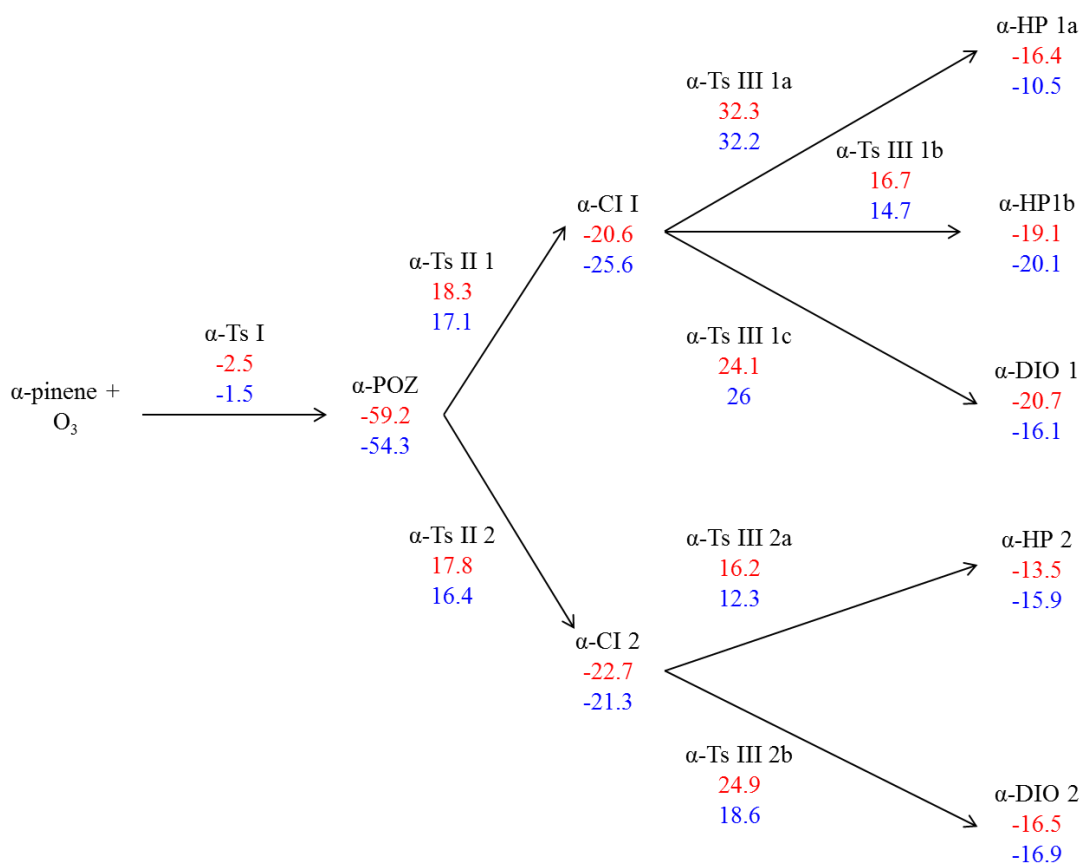 α-HP 1a
-16.4
-10.5
α-Ts III 1a
32.3
32.2
α-Ts III 1b
16.7
14.7
α-CI I
-20.6
-25.6
α-HP1b
-19.1
-20.1
α-Ts II 1
18.3
17.1
α-Ts III 1c
24.1
26
α-Ts I
-2.5
-1.5
α-pinene +
O₃
α-POZ
-59.2
-54.3
α-DIO 1
-20.7
-16.1
α-Ts II 2
17.8
16.4
α-Ts III 2a
16.2
12.3
α-HP 2
-13.5
-15.9
α-CI 2
-22.7
-21.3
α-Ts III 2b
24.9
18.6
α-DIO 2
-16.5
-16.9